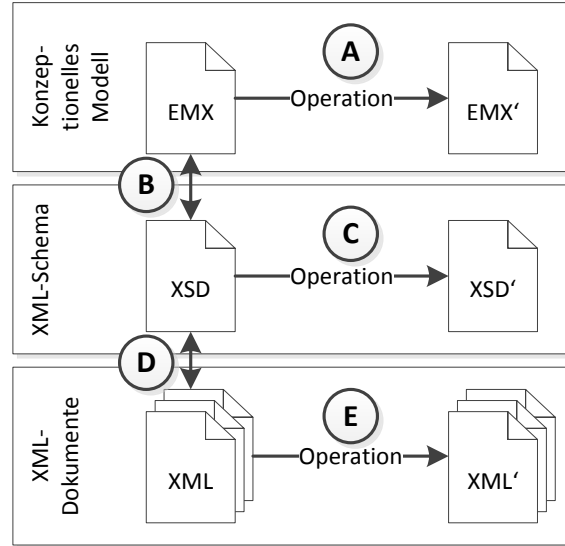 Konzep-
tionelles
Modell
A
EMX
Operation
EMX‘
B
XML-Schema
C
XSD
Operation
XSD‘
D
XML-
Dokumente
E
XML
Operation
XML‘